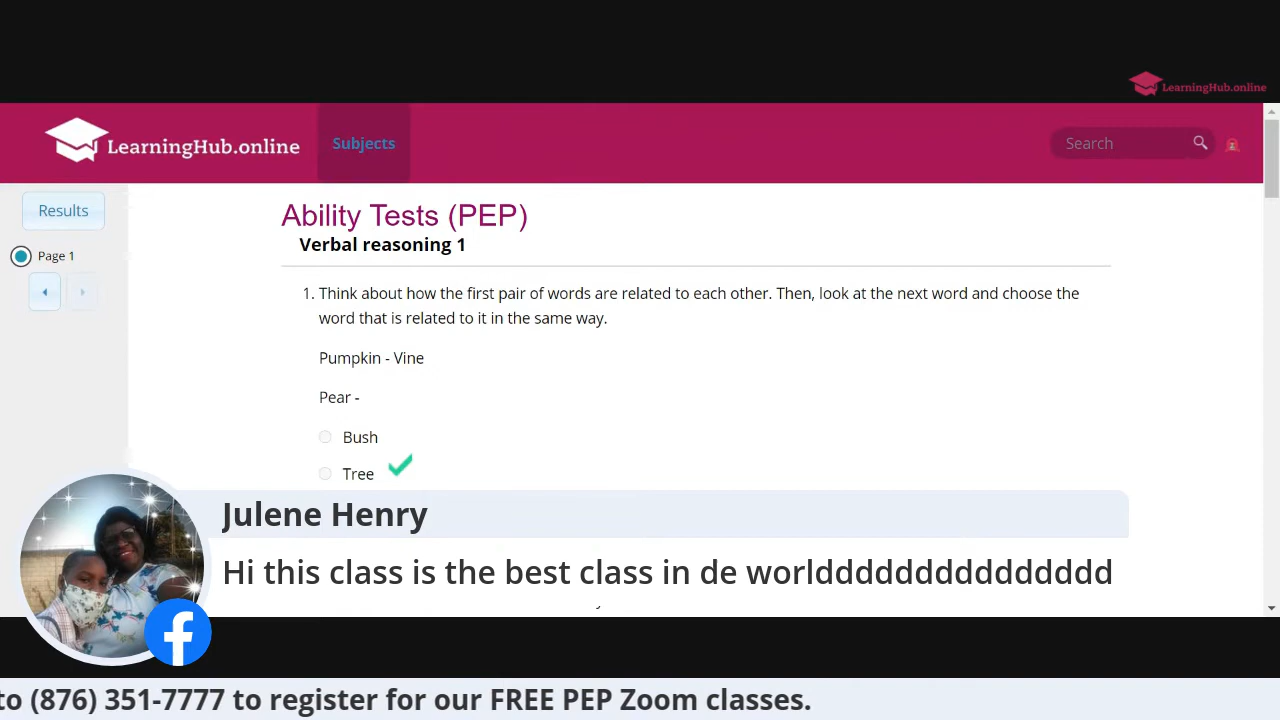 LearningHub.online
LearningHub.online
Subjects
Search
Results
Page 1
Ability Tests (PEP)
Verbal reasoning 1
1. Think about how the first pair of words are related to each other. Then, look at the next word and choose the
word that is related to it in the same way.
Pumpkin - Vine
Pear -
Bush
Tree
Julene Henry
Hi this class is the best class in de worlddddddddddddddd
to (876) 351-7777 to register for our FREE PEP Zoom classes.